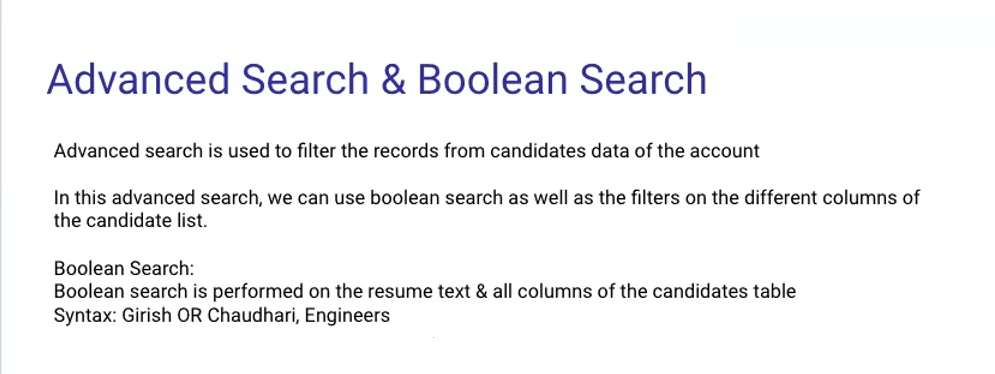 Advanced Search & Boolean Search
Advanced search is used to filter the records from candidates data of the account
In this advanced search, we can use boolean search as well as the filters on the different columns of
the candidate list.
Boolean Search:
Boolean search is performed on the resume text & all columns of the candidates table
Syntax: Girish OR Chaudhari, Engineers